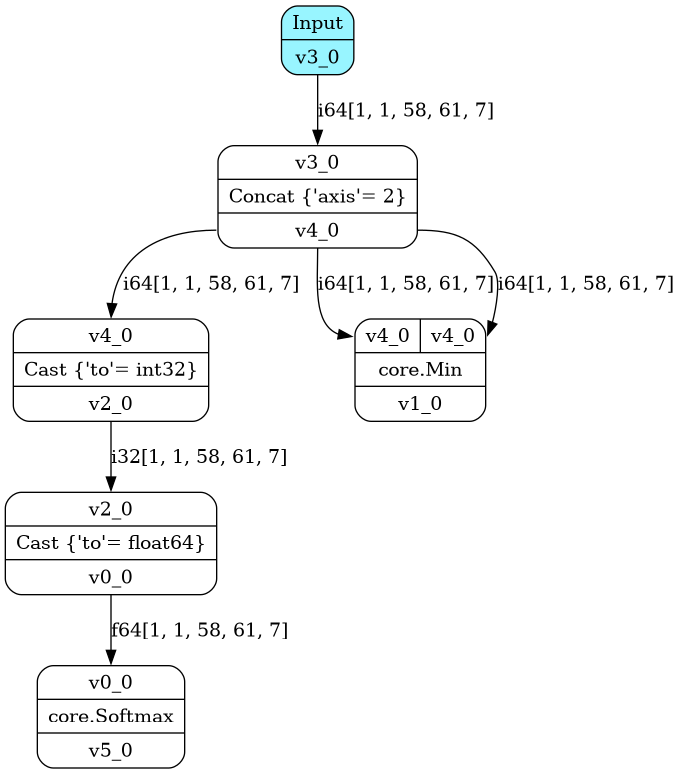 Input
v3_0
i64[1, 1, 58, 61, 7]
v3_0
Concat {'axis'= 2}
v4_0
i64[1, 1, 58, 61, 7] i64[1, 1, 58, 61, 7] i64[1, 1, 58, 61, 7]
v4_0 v4_0 v4_0
Cast {'to'= int32} core.Min
v2_0 v1_0
i32[1, 1, 58, 61, 7]
v2_0
Cast {'to'= float64}
v0_0
f64[1, 1, 58, 61, 7]
v0_0
core.Softmax
v5_0